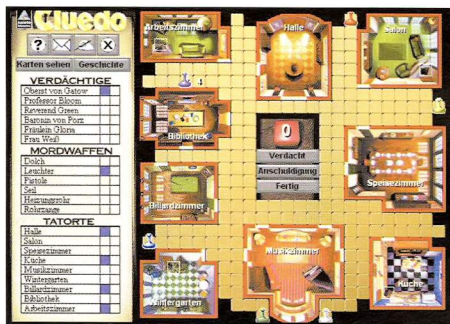 Cluedo
?
X
Karten sehen
Geschichte
VERDÄCHTIGE
Oberst von Gatow
Professor Bloom
Reverend Green
Baronin von Porz
Fräulein Gloria
Frau Weiß
MORDWAFFEN
Dolch
Leuchter
Pistole
Seil
Heizungsrohr
Rohrzange
TATORTE
Halle
Salon
Speisezimmer
Küche
Musikzimmer
Wintergarten
Billardzimmer
Bibliothek
Arbeitszimmer
Arbeitszimmer
Halle
Salon
4
Bibliothek
0
Verdacht
Anschuldigung
Fertig
Speisezimmer
Billardzimmer
Musikzimmer
Wintergarten
Küche